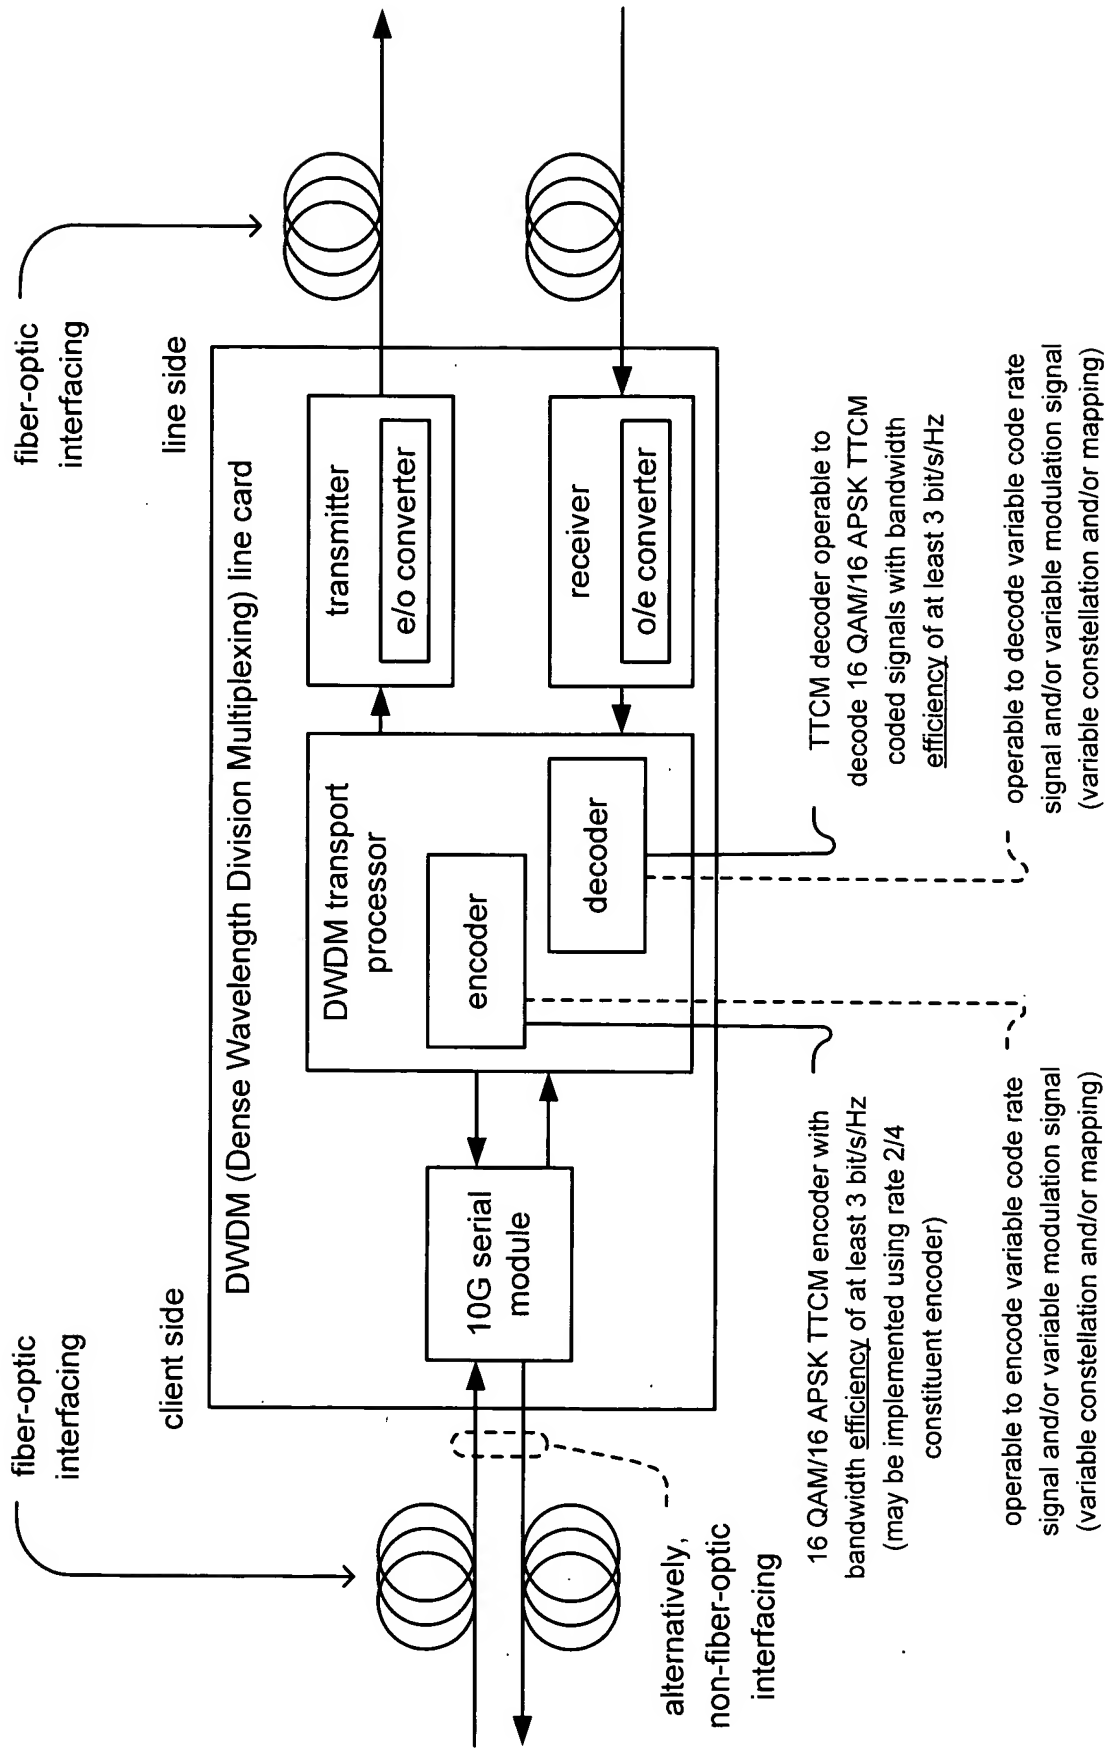 fiber-optic
interfacing
fiber-optic
interfacing
client side
line side
DWDM (Dense Wavelength Division Multiplexing) line card
10G serial
module
DWDM transport
processor
encoder
decoder
transmitter
e/o converter
receiver
o/e converter
alternatively,
non-fiber-optic
interfacing
16 QAM/16 APSK TTCM encoder with
bandwidth efficiency of at least 3 bit/s/Hz
(may be implemented using rate 2/4
constituent encoder)
TTCM decoder operable to
decode 16 QAM/16 APSK TTCM
coded signals with bandwidth
efficiency of at least 3 bit/s/Hz
operable to encode variable code rate
signal and/or variable modulation signal
(variable constellation and/or mapping)
operable to decode variable code rate
signal and/or variable modulation signal
(variable constellation and/or mapping)